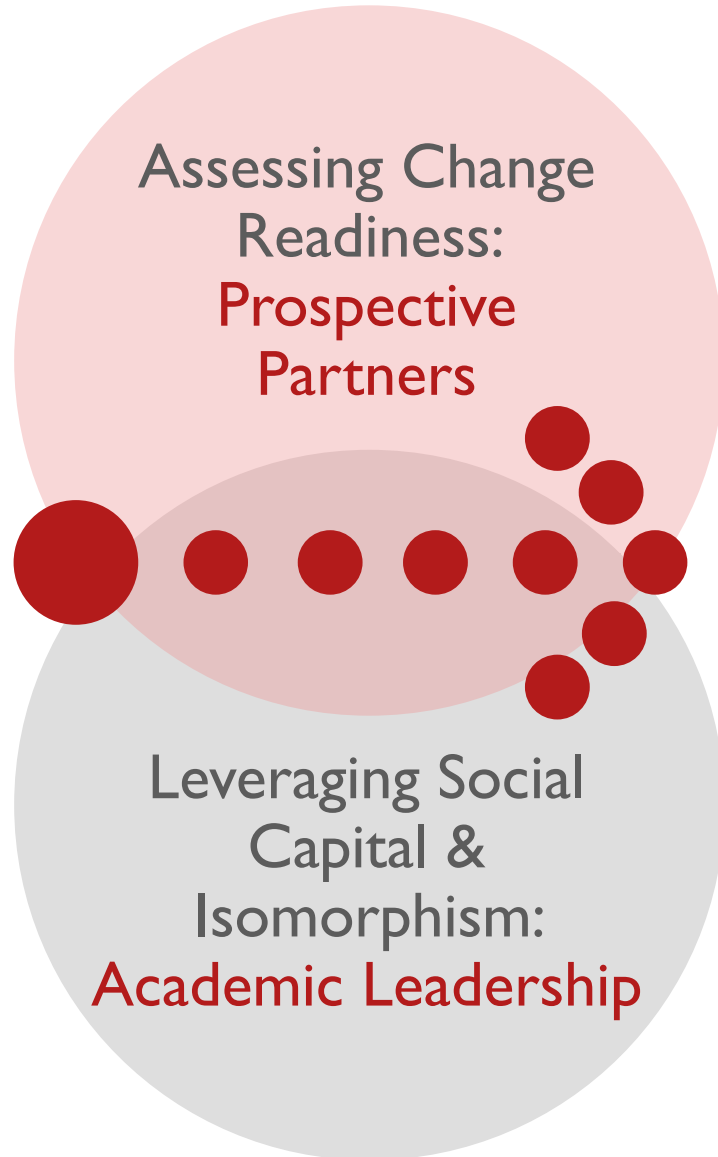 Assessing Change
Readiness:
Prospective
Partners
Leveraging Social
Capital &
Isomorphism:
Academic Leadership